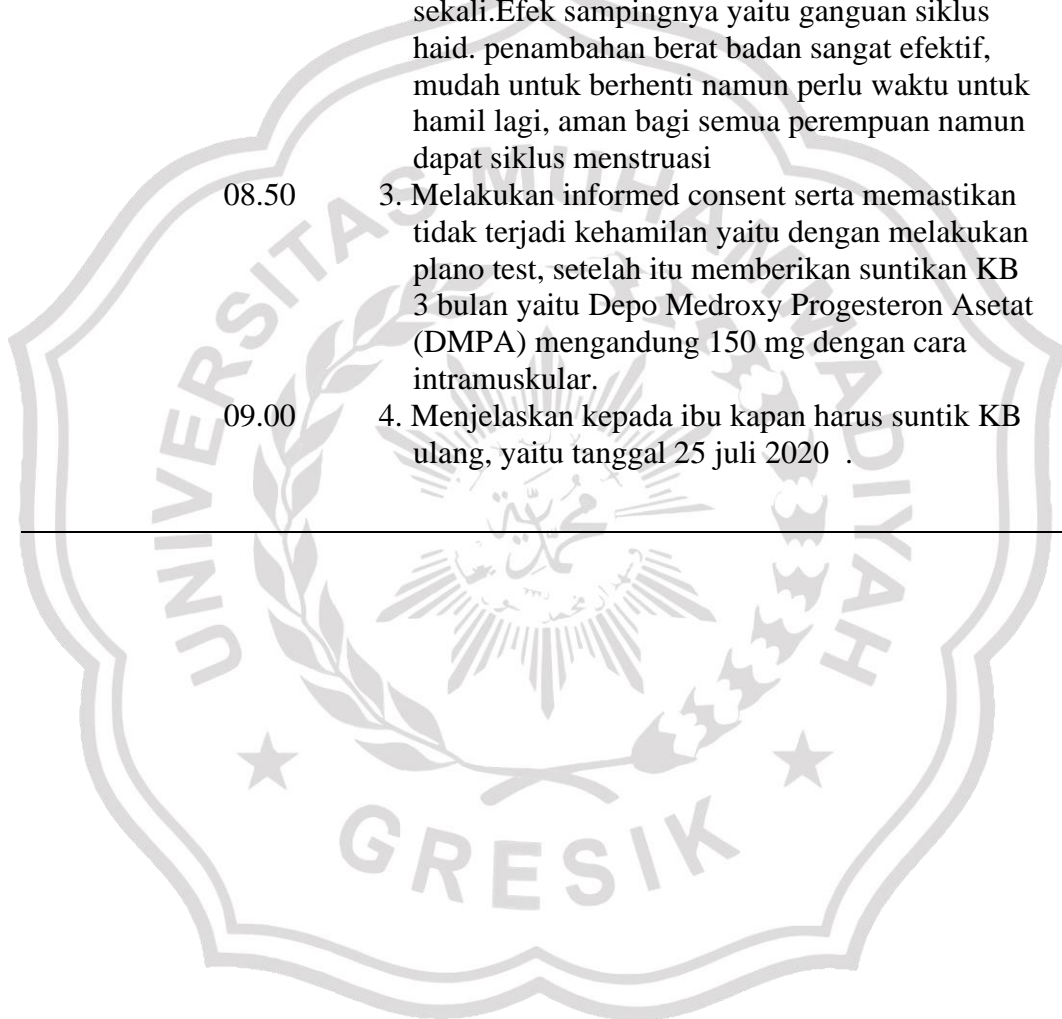 sekali.Efek sampingnya yaitu ganguan siklus
haid. penambahan berat badan sangat efektif,
mudah untuk berhenti namun perlu waktu untuk
hamil lagi, aman bagi semua perempuan namun
dapat siklus menstruasi
08.50 3. Melakukan informed consent serta memastikan
tidak terjadi kehamilan yaitu dengan melakukan
plano test, setelah itu memberikan suntikan KB
3 bulan yaitu Depo Medroxy Progesteron Asetat
(DMPA) mengandung 150 mg dengan cara
intramuskular.
09.00 4. Menjelaskan kepada ibu kapan harus suntik KB
ulang, yaitu tanggal 25 juli 2020 .
UNIVERSITAS MUHAMMADIYAH
GRESIK